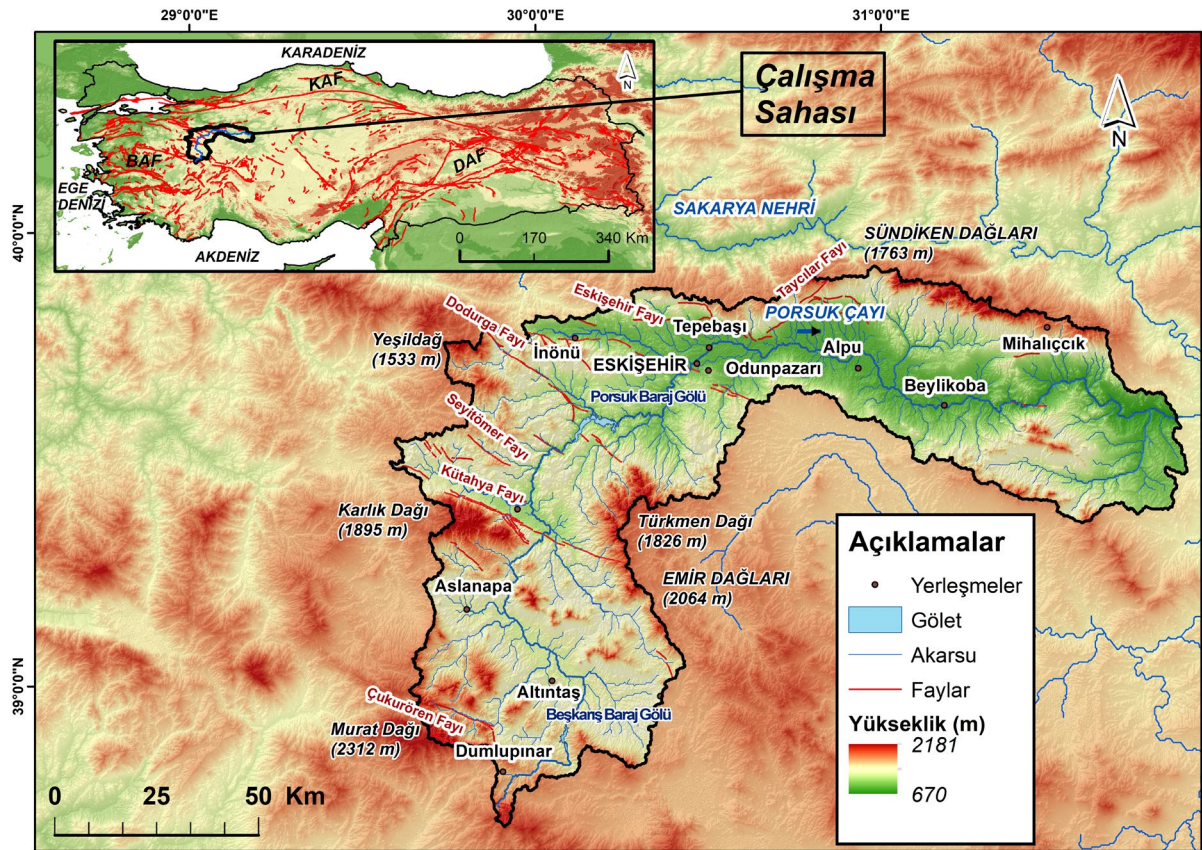 29°0'0"E
30°0'0"E
31°0'0"E
40°0'0"N
39°0'0"N
KARADENİZ
KAF
BAF
DAF
EGE
DENİZİ
AKDENİZ
0 170 340 Km
N
Çalışma
Sahası
N
SAKARYA NEHRİ
SÜNDİKEN DAĞLARI
(1763 m)
Taycılar Fayı
Eskişehir Fayı
Dodurga Fayı
PORSUK ÇAYI
Tepebaşı
Yeşildağ
(1533 m)
İnönü
ESKİŞEHİR
Odunpazarı
Alpu
Mihalıçcık
Beylikoba
Porsuk Baraj Gölü
Seyitömer Fayı
Kütahya Fayı
Karlık Dağı
(1895 m)
Türkmen Dağı
(1826 m)
EMİR DAĞLARI
(2064 m)
Aslanapa
Altıntaş
Beşkarış Baraj Gölü
Çukurören Fayı
Murat Dağı
(2312 m)
Dumlupınar
0 25 50 Km
Açıklamalar
Yerleşmeler
Gölet
Akarsu
Faylar
Yükseklik (m)
2181
670